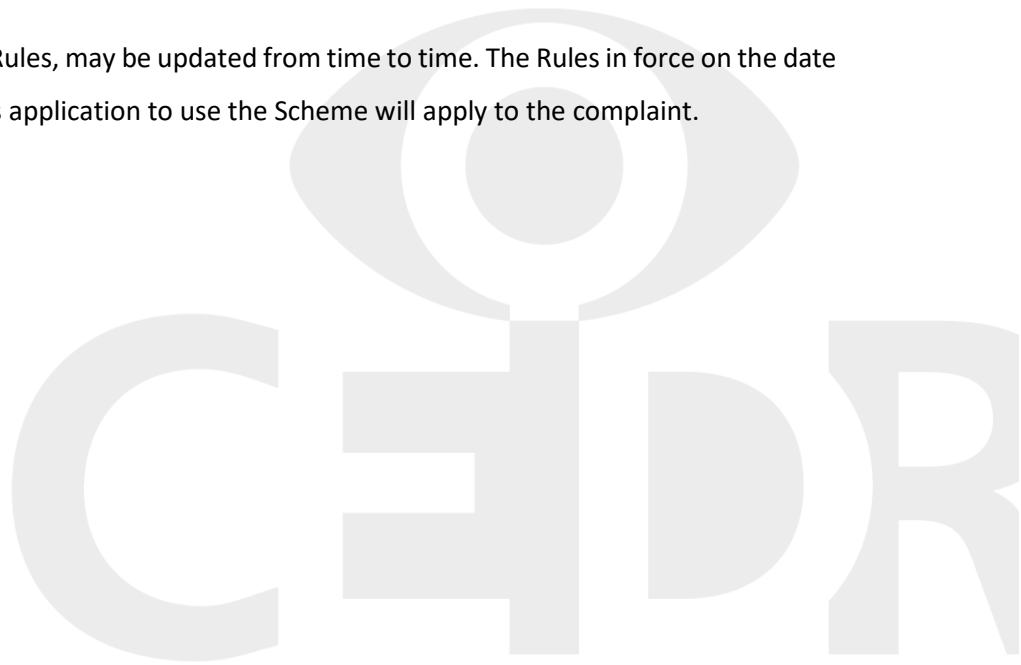 Rules, may be updated from time to time. The Rules in force on the date
s application to use the Scheme will apply to the complaint.
CEDR